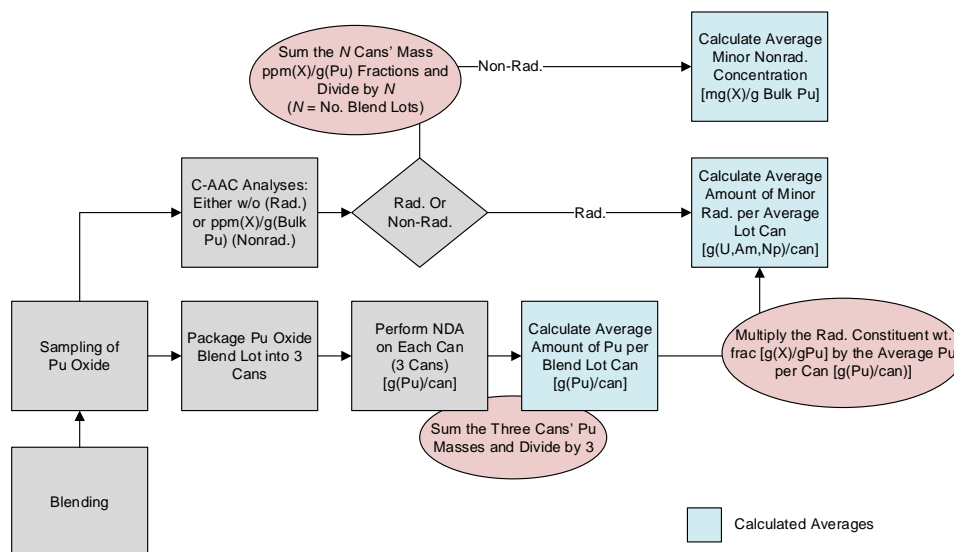 Sum the N Cans’ Mass
ppm(X)/g(Pu) Fractions and
Divide by N
(N = No. Blend Lots)
Non-Rad.
Calculate Average
Minor Nonrad.
Concentration
[mg(X)/g Bulk Pu]
C-AAC Analyses:
Either w/o (Rad.)
or ppm(X)/g(Bulk
Pu) (Nonrad.)
Rad. Or
Non-Rad.
Rad.
Calculate Average
Amount of Minor
Rad. per Average
Lot Can
[g(U,Am,Np)/can]
Sampling of
Pu Oxide
Package Pu Oxide
Blend Lot into 3
Cans
Perform NDA
on Each Can
(3 Cans)
[g(Pu)/can]
Calculate Average
Amount of Pu per
Blend Lot Can
[g(Pu)/can]
Multiply the Rad. Constituent wt.
frac [g(X)/gPu] by the Average Pu
per Can [g(Pu)/can)]
Sum the Three Cans’ Pu
Masses and Divide by 3
Blending
Calculated Averages